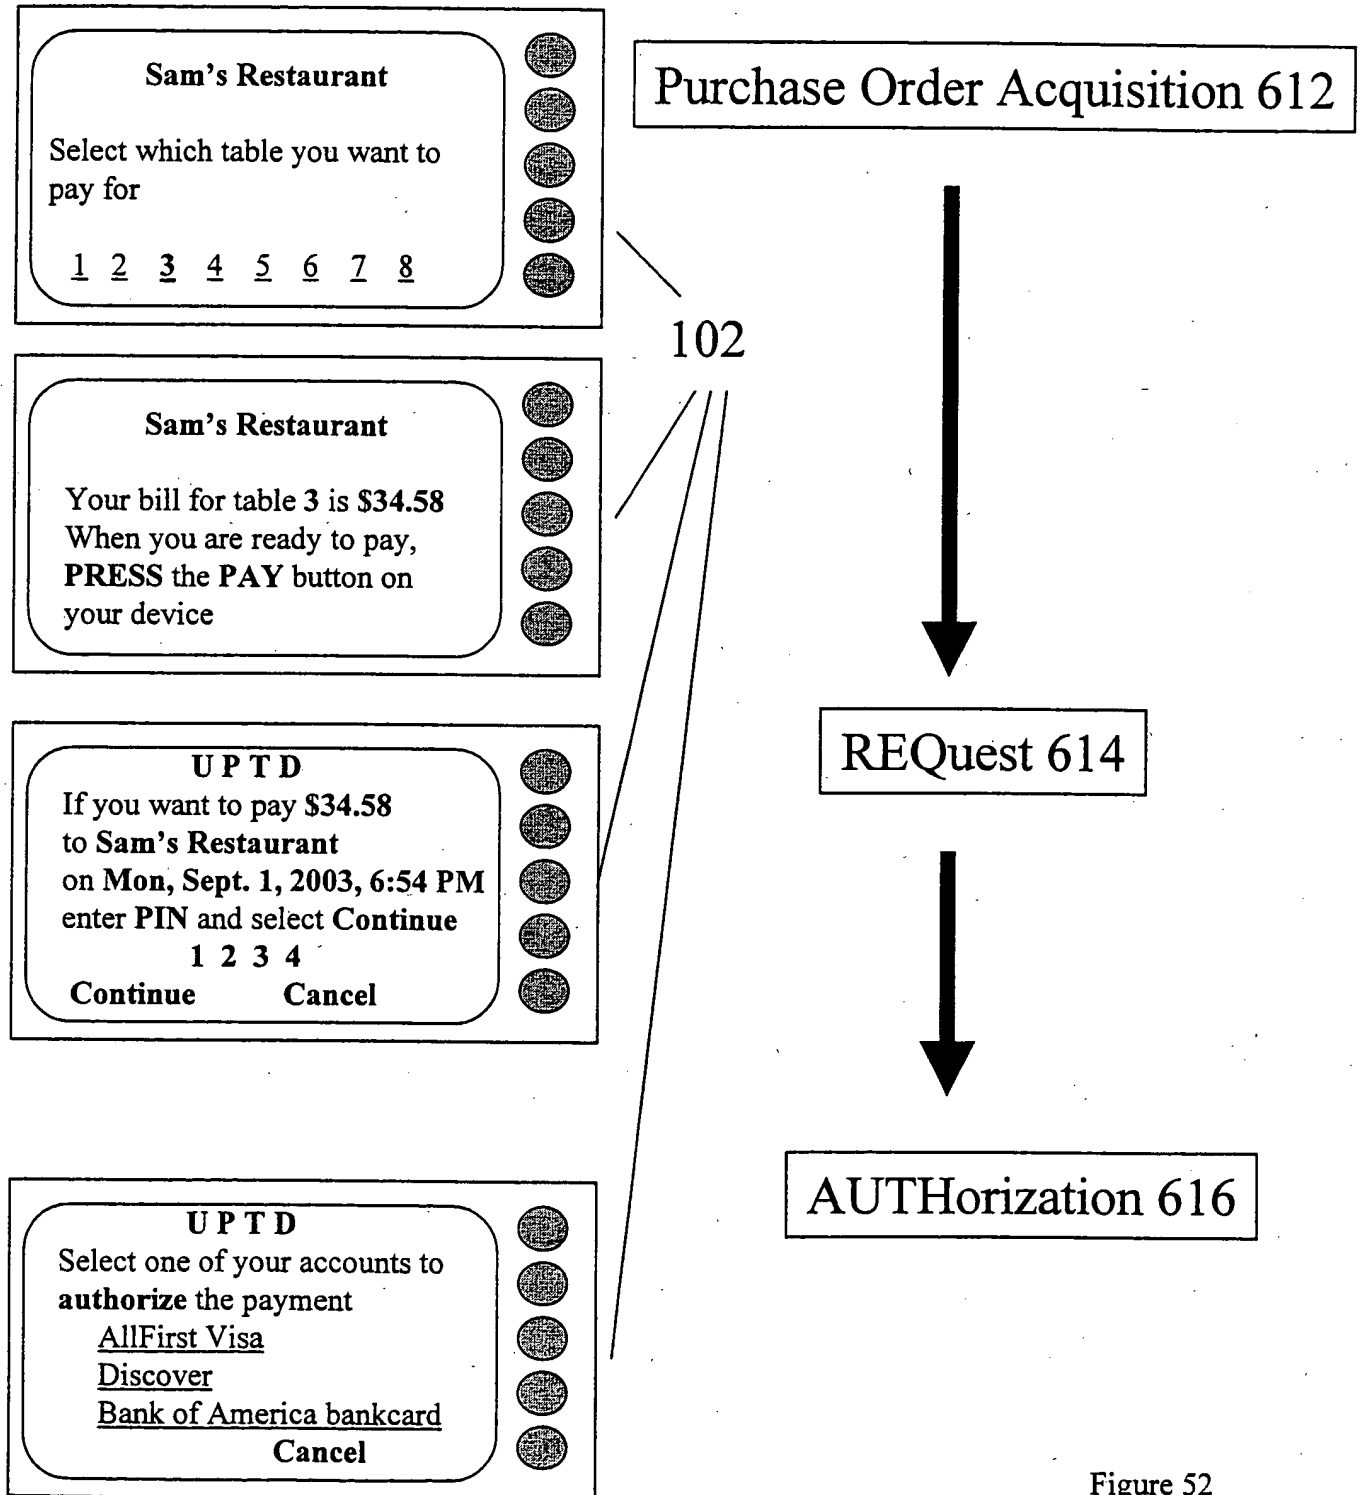 Sam's Restaurant
Select which table you want to
pay for
1 2 3 4 5 6 7 8
Purchase Order Acquisition 612
102
Sam's Restaurant
Your bill for table 3 is $34.58
When you are ready to pay,
PRESS the PAY button on
your device
UPTD
If you want to pay $34.58
to Sam's Restaurant
on Mon, Sept. 1, 2003, 6:54 PM
enter PIN and select Continue
1 2 3 4
Continue Cancel
REQuest 614
AUTHorization 616
UPTD
Select one of your accounts to
authorize the payment
AllFirst Visa
Discover
Bank of America bankcard
Cancel
Figure 52